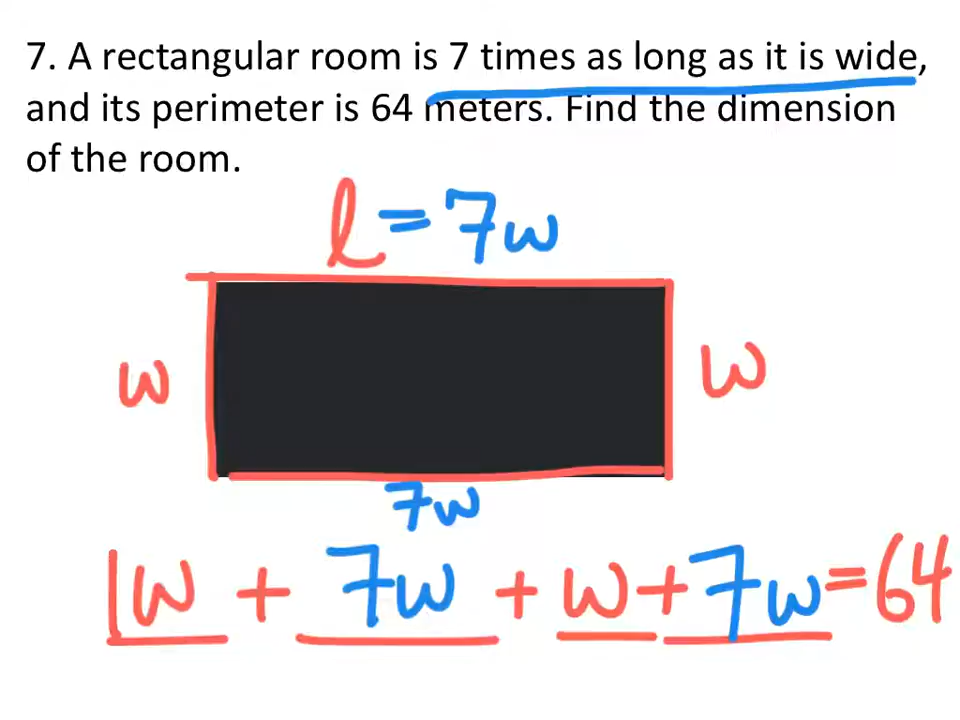 7. A rectangular room is 7 times as long as it is wide,
and its perimeter is 64 meters. Find the dimension
of the room.
l = 7w
w
w
7w
1w + 7w + w + 7w = 64